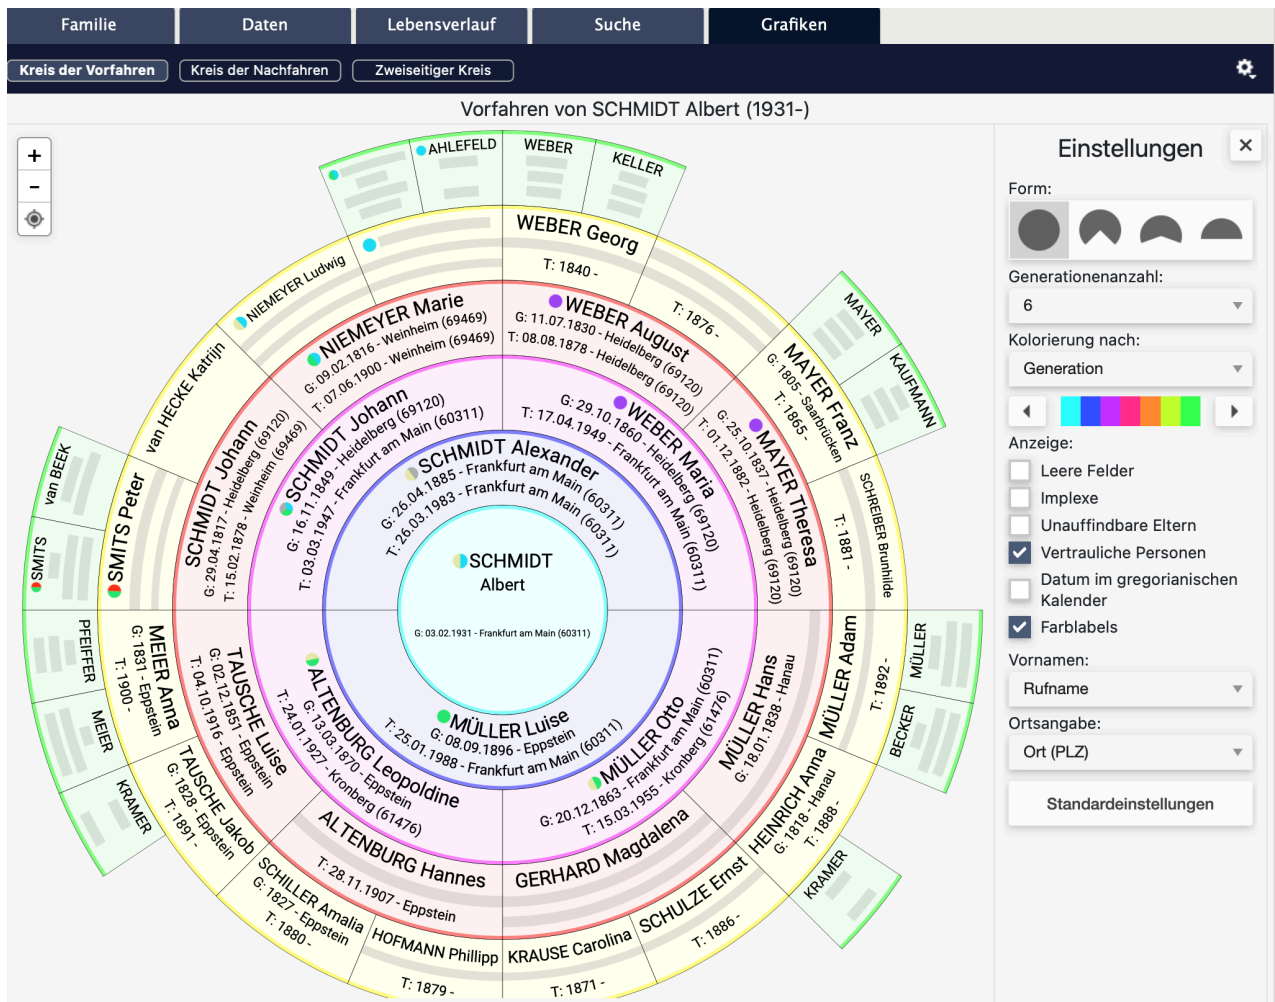 Familie
Daten
Lebensverlauf
Suche
Grafiken
Kreis der Vorfahren
Kreis der Nachfahren
Zweiseitiger Kreis
Vorfahren von SCHMIDT Albert (1931-)
+
−
AHLEFELD
WEBER
KELLER
WEBER Georg
T: 1840 -
T: 1876 -
NIEMEYER Ludwig
van HECKE Katrijn
MAYER
KAUFMANN
MAYER Franz
G: 1805 - Saarbrücken
T: 1865 -
SCHREIBER Brunhilde
T: 1881 -
NIEMEYER Marie
G: 09.02.1816 - Weinheim (69469)
T: 07.06.1900 - Weinheim (69469)
WEBER August
G: 11.07.1830 - Heidelberg (69120)
T: 08.08.1878 - Heidelberg (69120)
MAYER Theresa
G: 25.10.1837 - Heidelberg (69120)
T: 01.12.1882 - Heidelberg (69120)
SCHMIDT Johann
G: 29.04.1817 - Heidelberg (69120)
T: 15.02.1878 - Weinheim (69469)
SCHMIDT Johann
G: 16.11.1849 - Heidelberg (69120)
T: 03.03.1947 - Frankfurt am Main (60311)
WEBER Maria
G: 29.10.1860 - Heidelberg (69120)
T: 17.04.1949 - Frankfurt am Main (60311)
SCHMIDT Alexander
G: 26.04.1885 - Frankfurt am Main (60311)
T: 26.03.1983 - Frankfurt am Main (60311)
SCHMIDT
Albert
G: 03.02.1931 - Frankfurt am Main (60311)
van BEEK
SMITS
SMITS Peter
PFEIFFER
MEIER
KRAMER
MEIER Anna
G: 1831 - Eppstein
T: 1900 -
TAUSCHE Luise
G: 02.12.1851 - Eppstein
T: 04.10.1916 - Eppstein
TAUSCHE Jakob
G: 1828 - Eppstein
T: 1891 -
ALTENBURG Leopoldine
G: 13.03.1870 - Eppstein
T: 24.01.1927 - Kronberg (61476)
MÜLLER Luise
G: 08.09.1896 - Eppstein
T: 25.01.1988 - Frankfurt am Main (60311)
MÜLLER Otto
G: 20.12.1863 - Frankfurt am Main (60311)
T: 15.03.1955 - Kronberg (61476)
MÜLLER Hans
G: 18.01.1838 - Hanau
MÜLLER Adam
T: 1892 -
MÜLLER
BECKER
HEINRICH Anna
G: 1818 - Hanau
T: 1888 -
KRAMER
ALTENBURG Hannes
T: 28.11.1907 - Eppstein
GERHARD Magdalena
SCHILLER Amalia
G: 1827 - Eppstein
T: 1880 -
HOFMANN Phillipp
T: 1879 -
KRAUSE Carolina
T: 1871 -
SCHULZE Ernst
T: 1886 -
Einstellungen
×
Form:
Generationenanzahl:
6
Kolorierung nach:
Generation
Anzeige:
Leere Felder
Implexe
Unauffindbare Eltern
Vertrauliche Personen
Datum im gregorianischen
Kalender
Farblabels
Vornamen:
Rufname
Ortsangabe:
Ort (PLZ)
Standardeinstellungen